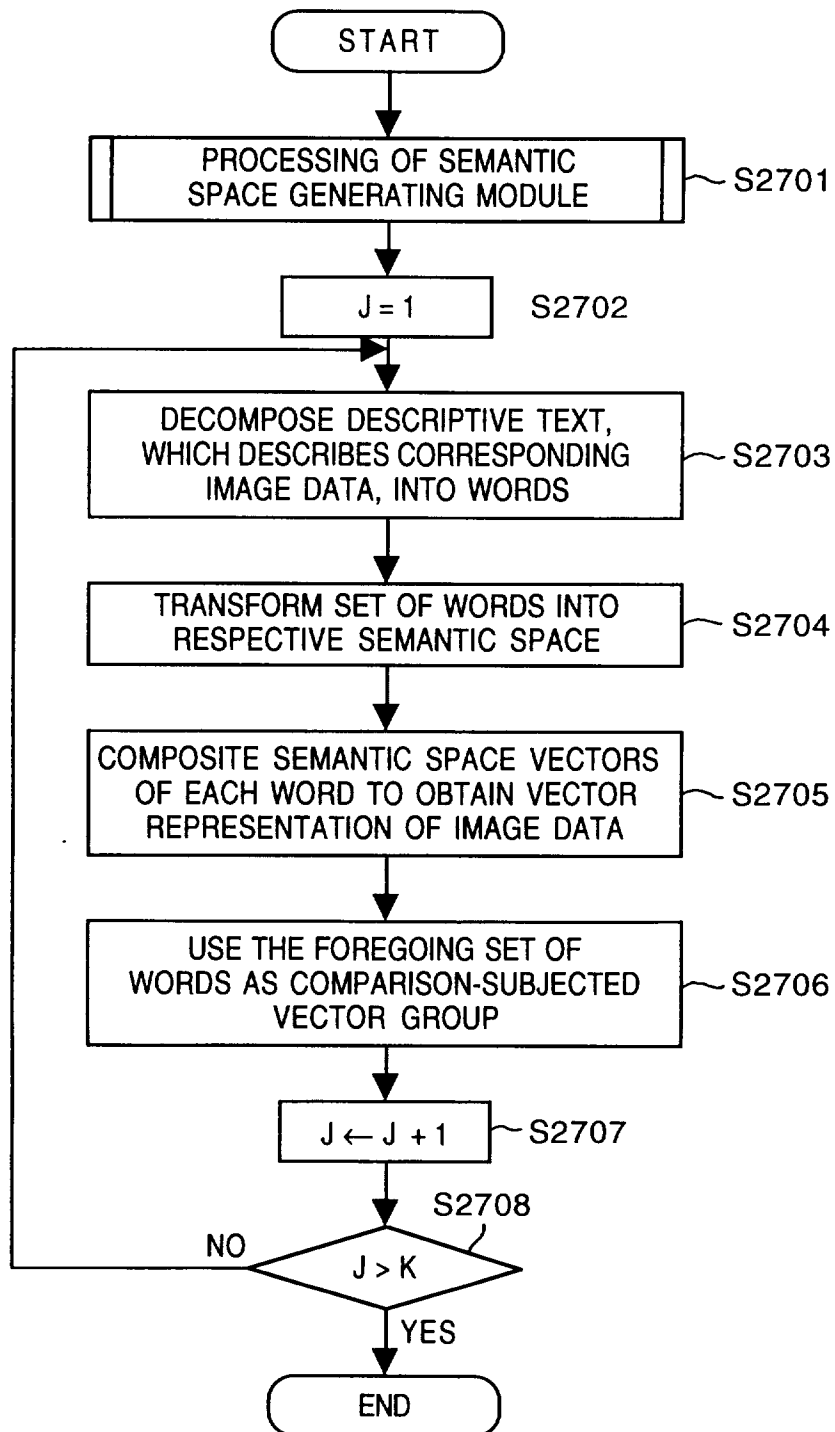 START
PROCESSING OF SEMANTIC
SPACE GENERATING MODULE
S2701
J = 1
S2702
DECOMPOSE DESCRIPTIVE TEXT,
WHICH DESCRIBES CORRESPONDING
IMAGE DATA, INTO WORDS
S2703
TRANSFORM SET OF WORDS INTO
RESPECTIVE SEMANTIC SPACE
S2704
COMPOSITE SEMANTIC SPACE VECTORS
OF EACH WORD TO OBTAIN VECTOR
REPRESENTATION OF IMAGE DATA
S2705
USE THE FOREGOING SET OF
WORDS AS COMPARISON-SUBJECTED
VECTOR GROUP
S2706
J ← J + 1
S2707
S2708
NO
J > K
YES
END